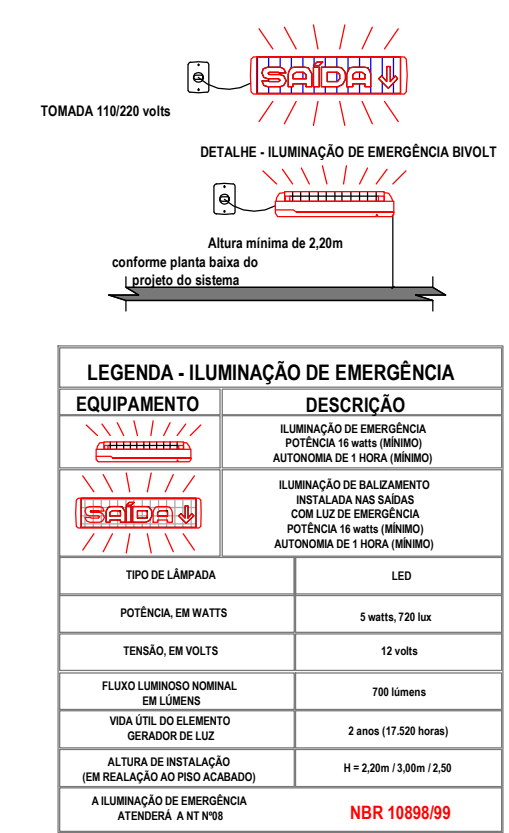 SAÍDA
TOMADA 110/220 volts
DETALHE - ILUMINAÇÃO DE EMERGÊNCIA BIVOLT
Altura mínima de 2,20m
conforme planta baixa do
projeto do sistema
LEGENDA - ILUMINAÇÃO DE EMERGÊNCIA
EQUIPAMENTO
DESCRIÇÃO
ILUMINAÇÃO DE EMERGÊNCIA
POTÊNCIA 16 watts (MÍNIMO)
AUTONOMIA DE 1 HORA (MÍNIMO)
SAÍDA
ILUMINAÇÃO DE BALIZAMENTO
INSTALADA NAS SAÍDAS
COM LUZ DE EMERGÊNCIA
POTÊNCIA 16 watts (MÍNIMO)
AUTONOMIA DE 1 HORA (MÍNIMO)
TIPO DE LÂMPADA
LED
POTÊNCIA, EM WATTS
5 watts, 720 lux
TENSÃO, EM VOLTS
12 volts
FLUXO LUMINOSO NOMINAL
EM LÚMENS
700 lúmens
VIDA ÚTIL DO ELEMENTO
GERADOR DE LUZ
2 anos (17.520 horas)
ALTURA DE INSTALAÇÃO
(EM REALAÇÃO AO PISO ACABADO)
H = 2,20m / 3,00m / 2,50
A ILUMINAÇÃO DE EMERGÊNCIA
ATENDERÁ A NT Nº08
NBR 10898/99